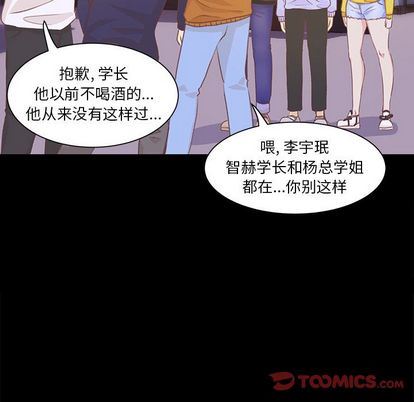 抱歉, 学长
他以前不喝酒的...
他从来没有这样过...
喂, 李宇珉
智赫学长和杨总学姐
都在...你别这样
TOOMICS.COM